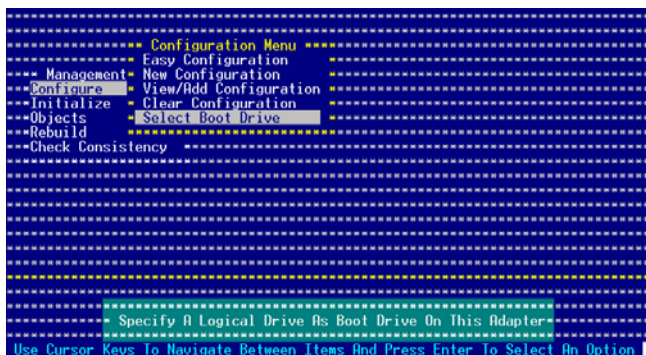 Configuration Menu
Easy Configuration
Management
New Configuration
Configure
View/Add Configuration
Initialize
Clear Configuration
Objects
Select Boot Drive
Rebuild
Check Consistency
Specify A Logical Drive As Boot Drive On This Adapter
Use Cursor Keys To Navigate Between Items And Press Enter To Select An Option